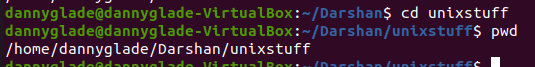 dannyglade@dannyglade-VirtualBox:~/Darshan$ cd unixstuff
dannyglade@dannyglade-VirtualBox:~/Darshan/unixstuff$ pwd
/home/dannyglade/Darshan/unixstuff
dannyglade@dannyglade-VirtualBox:~/Darshan/unixstuff$